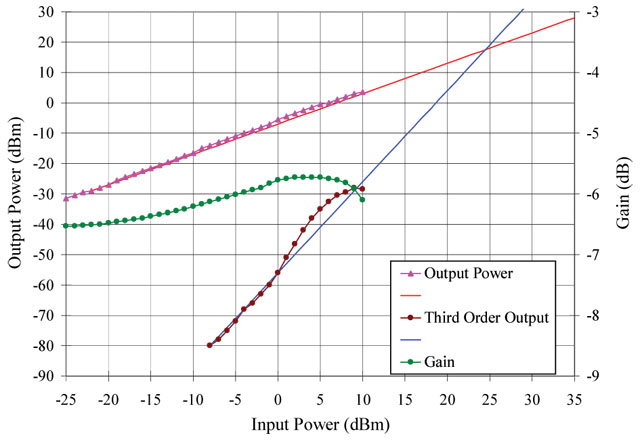 30
20
10
0
-10
-20
-30
-40
-50
-60
-70
-80
-90
Output Power (dBm)
-3
-4
-5
-6
-7
-8
-9
Gain (dB)
Output Power
Third Order Output
Gain
-25 -20 -15 -10 -5 0 5 10 15 20 25 30 35
Input Power (dBm)